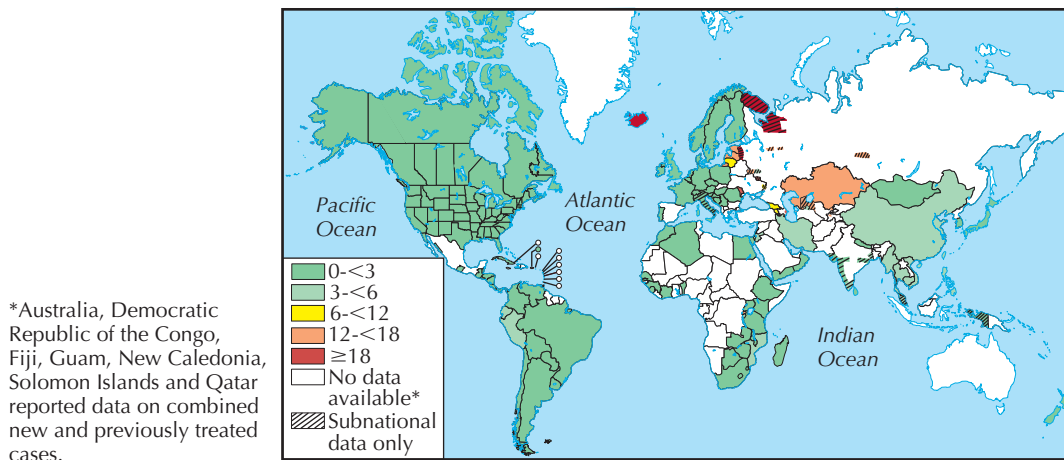 Pacific
Ocean
Atlantic
Ocean
Indian
Ocean
0-<3
3-<6
6-<12
12-<18
≥18
No data
available*
Subnational
data only
*Australia, Democratic
Republic of the Congo,
Fiji, Guam, New Caledonia,
Solomon Islands and Qatar
reported data on combined
new and previously treated
cases.